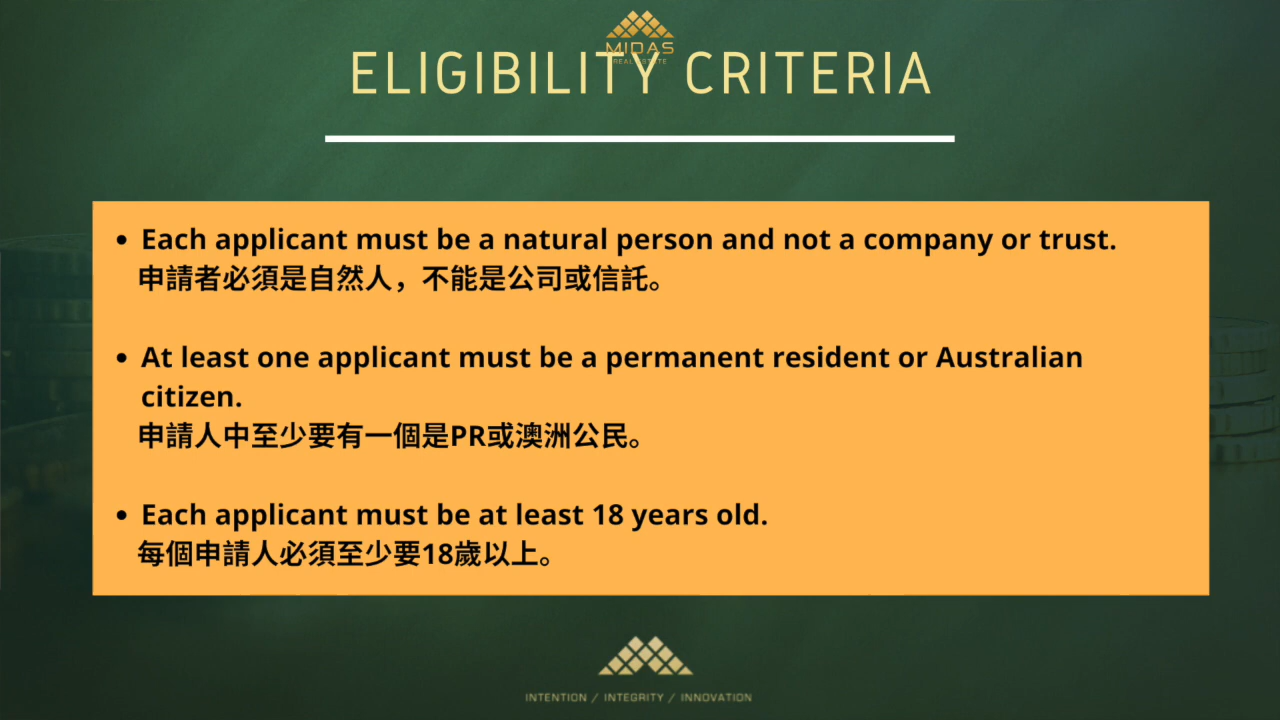 MIDAS
REAL ESTATE
ELIGIBILITY CRITERIA
• Each applicant must be a natural person and not a company or trust.
申請者必須是自然人，不能是公司或信託。
• At least one applicant must be a permanent resident or Australian
citizen.
申請人中至少要有一個是PR或澳洲公民。
• Each applicant must be at least 18 years old.
每個申請人必須至少要18歲以上。
INTENTION / INTEGRITY / INNOVATION